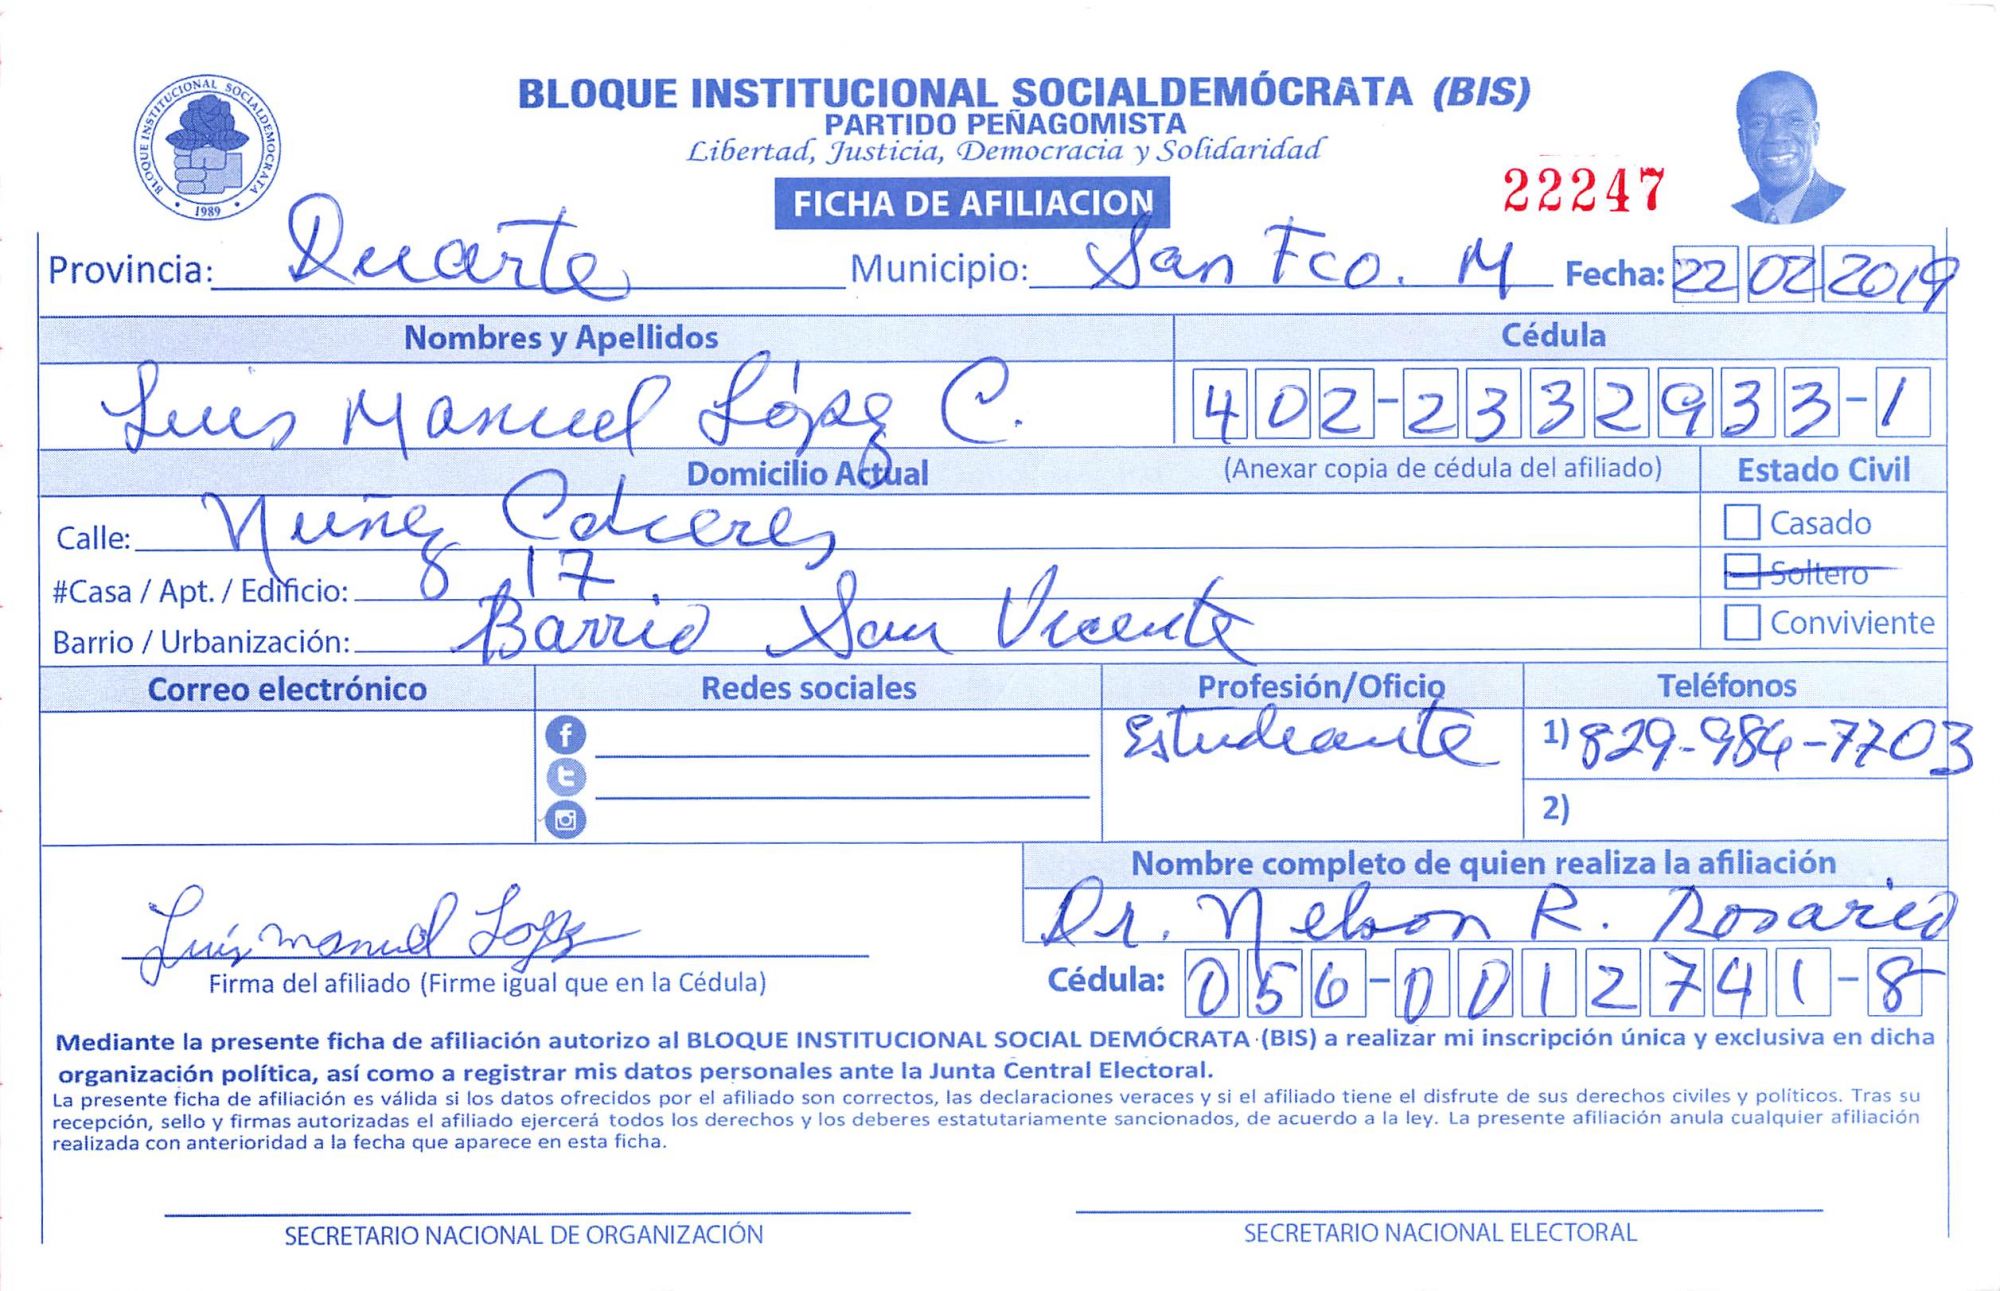 BLOQUE INSTITUCIONAL SOCIALDEMÓCRATA (BIS)
PARTIDO PEÑAGOMISTA
Libertad, Justicia, Democracia y Solidaridad
BLOQUE INSTITUCIONAL SOCIALDEMOCRATA
1989
FICHA DE AFILIACION
22247
Provincia: Duarte Municipio: San Fco. M Fecha: 22 02 2019
Nombres y Apellidos Cédula
Luis Manuel López C. 402-2332933-1
Domicilio Actual (Anexar copia de cédula del afiliado) Estado Civil
Calle: Nuñez Cáceres Casado
#Casa / Apt. / Edificio: 17 Soltero
Barrio / Urbanización: Barrio San Vicente Conviviente
Correo electrónico Redes sociales Profesión/Oficio Teléfonos
Estudiante 1) 829-984-7703
2)
Nombre completo de quien realiza la afiliación
Luis manuel Lopez Dr. Nelson R. Rosario
Firma del afiliado (Firme igual que en la Cédula) Cédula: 056-0012741-8
Mediante la presente ficha de afiliación autorizo al BLOQUE INSTITUCIONAL SOCIAL DEMÓCRATA (BIS) a realizar mi inscripción única y exclusiva en dicha
organización política, así como a registrar mis datos personales ante la Junta Central Electoral.
La presente ficha de afiliación es válida si los datos ofrecidos por el afiliado son correctos, las declaraciones veraces y si el afiliado tiene el disfrute de sus derechos civiles y políticos. Tras su
recepción, sello y firmas autorizadas el afiliado ejercerá todos los derechos y los deberes estatutariamente sancionados, de acuerdo a la ley. La presente afiliación anula cualquier afiliación
realizada con anterioridad a la fecha que aparece en esta ficha.
SECRETARIO NACIONAL DE ORGANIZACIÓN SECRETARIO NACIONAL ELECTORAL